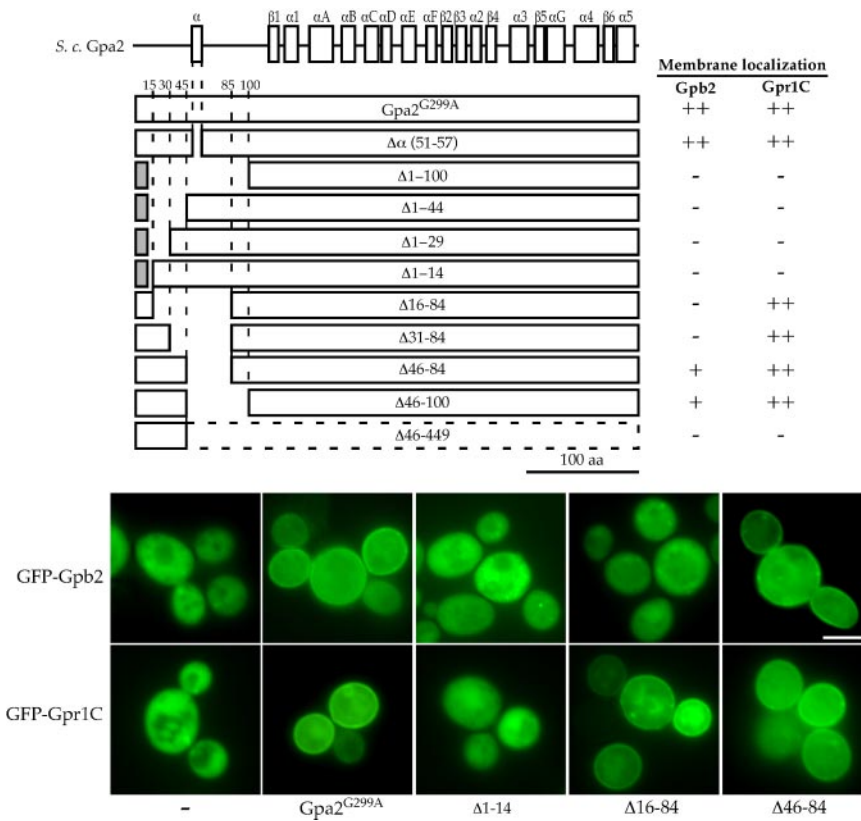 α β1 α1 αA αB αC αD αE αF β2 β3 α2 β4 α3 β5 αG α4 β6 α5
S. c. Gpa2
Membrane localization
Gpb2 Gpr1C
15 30 45 85 100
Gpa2G299A ++ ++
Δα (51-57) ++ ++
Δ1–100 - -
Δ1–44 - -
Δ1–29 - -
Δ1–14 - -
Δ16-84 - ++
Δ31-84 - ++
Δ46-84 + ++
Δ46-100 + ++
Δ46-449 - -
100 aa
GFP-Gpb2
GFP-Gpr1C
– Gpa2G299A Δ1-14 Δ16-84 Δ46-84